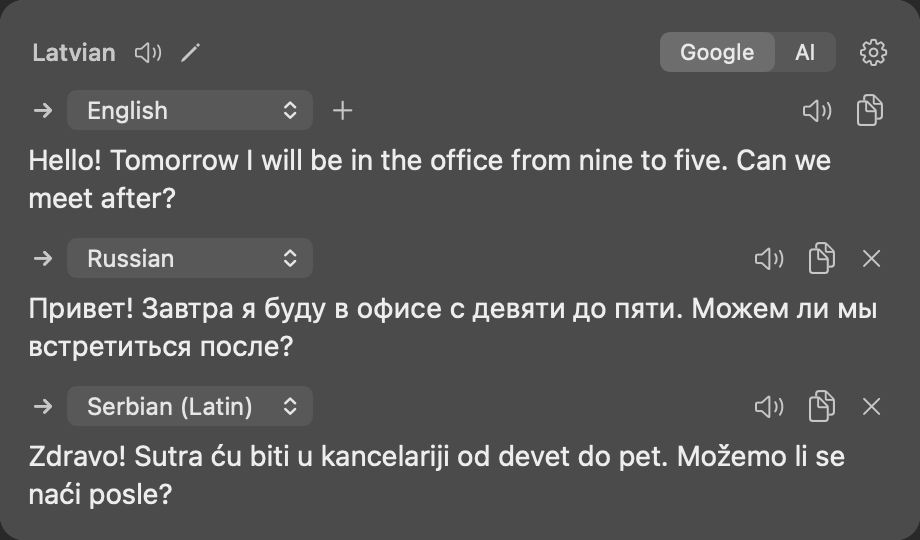 Latvian
Google AI
English
Hello! Tomorrow I will be in the office from nine to five. Can we
meet after?
Russian
Привет! Завтра я буду в офисе с девяти до пяти. Можем ли мы
встретиться после?
Serbian (Latin)
Zdravo! Sutra ću biti u kancelariji od devet do pet. Možemo li se
naći posle?